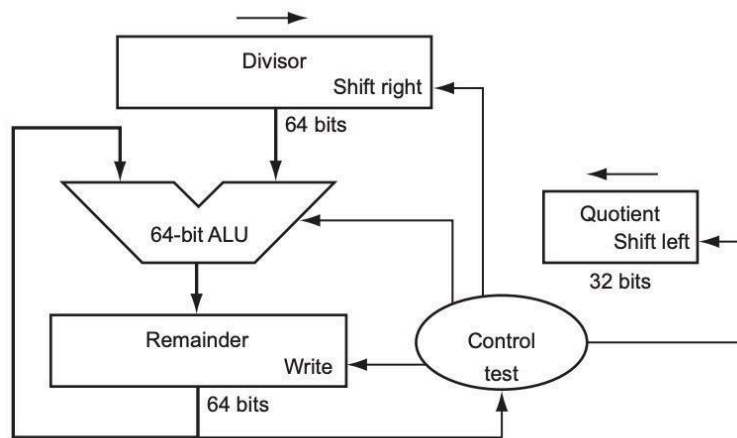 Divisor
Shift right
64 bits
64-bit ALU
Quotient
Shift left
32 bits
Remainder
Write
Control
test
64 bits